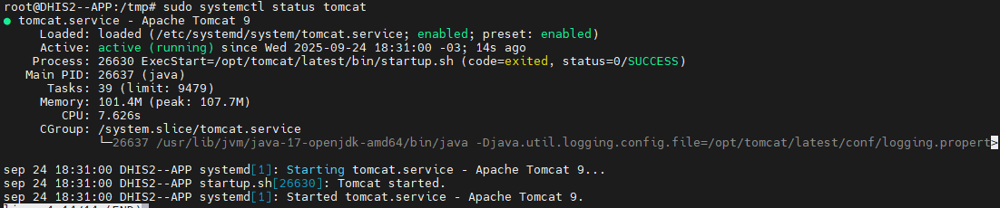 root@DHIS2--APP:/tmp# sudo systemctl status tomcat
● tomcat.service - Apache Tomcat 9
     Loaded: loaded (/etc/systemd/system/tomcat.service; enabled; preset: enabled)
     Active: active (running) since Wed 2025-09-24 18:31:00 -03; 14s ago
    Process: 26630 ExecStart=/opt/tomcat/latest/bin/startup.sh (code=exited, status=0/SUCCESS)
   Main PID: 26637 (java)
      Tasks: 39 (limit: 9479)
     Memory: 101.4M (peak: 107.7M)
        CPU: 7.626s
     CGroup: /system.slice/tomcat.service
             └─26637 /usr/lib/jvm/java-17-openjdk-amd64/bin/java -Djava.util.logging.config.file=/opt/tomcat/latest/conf/logging.propert>
sep 24 18:31:00 DHIS2--APP systemd[1]: Starting tomcat.service - Apache Tomcat 9...
sep 24 18:31:00 DHIS2--APP startup.sh[26630]: Tomcat started.
sep 24 18:31:00 DHIS2--APP systemd[1]: Started tomcat.service - Apache Tomcat 9.